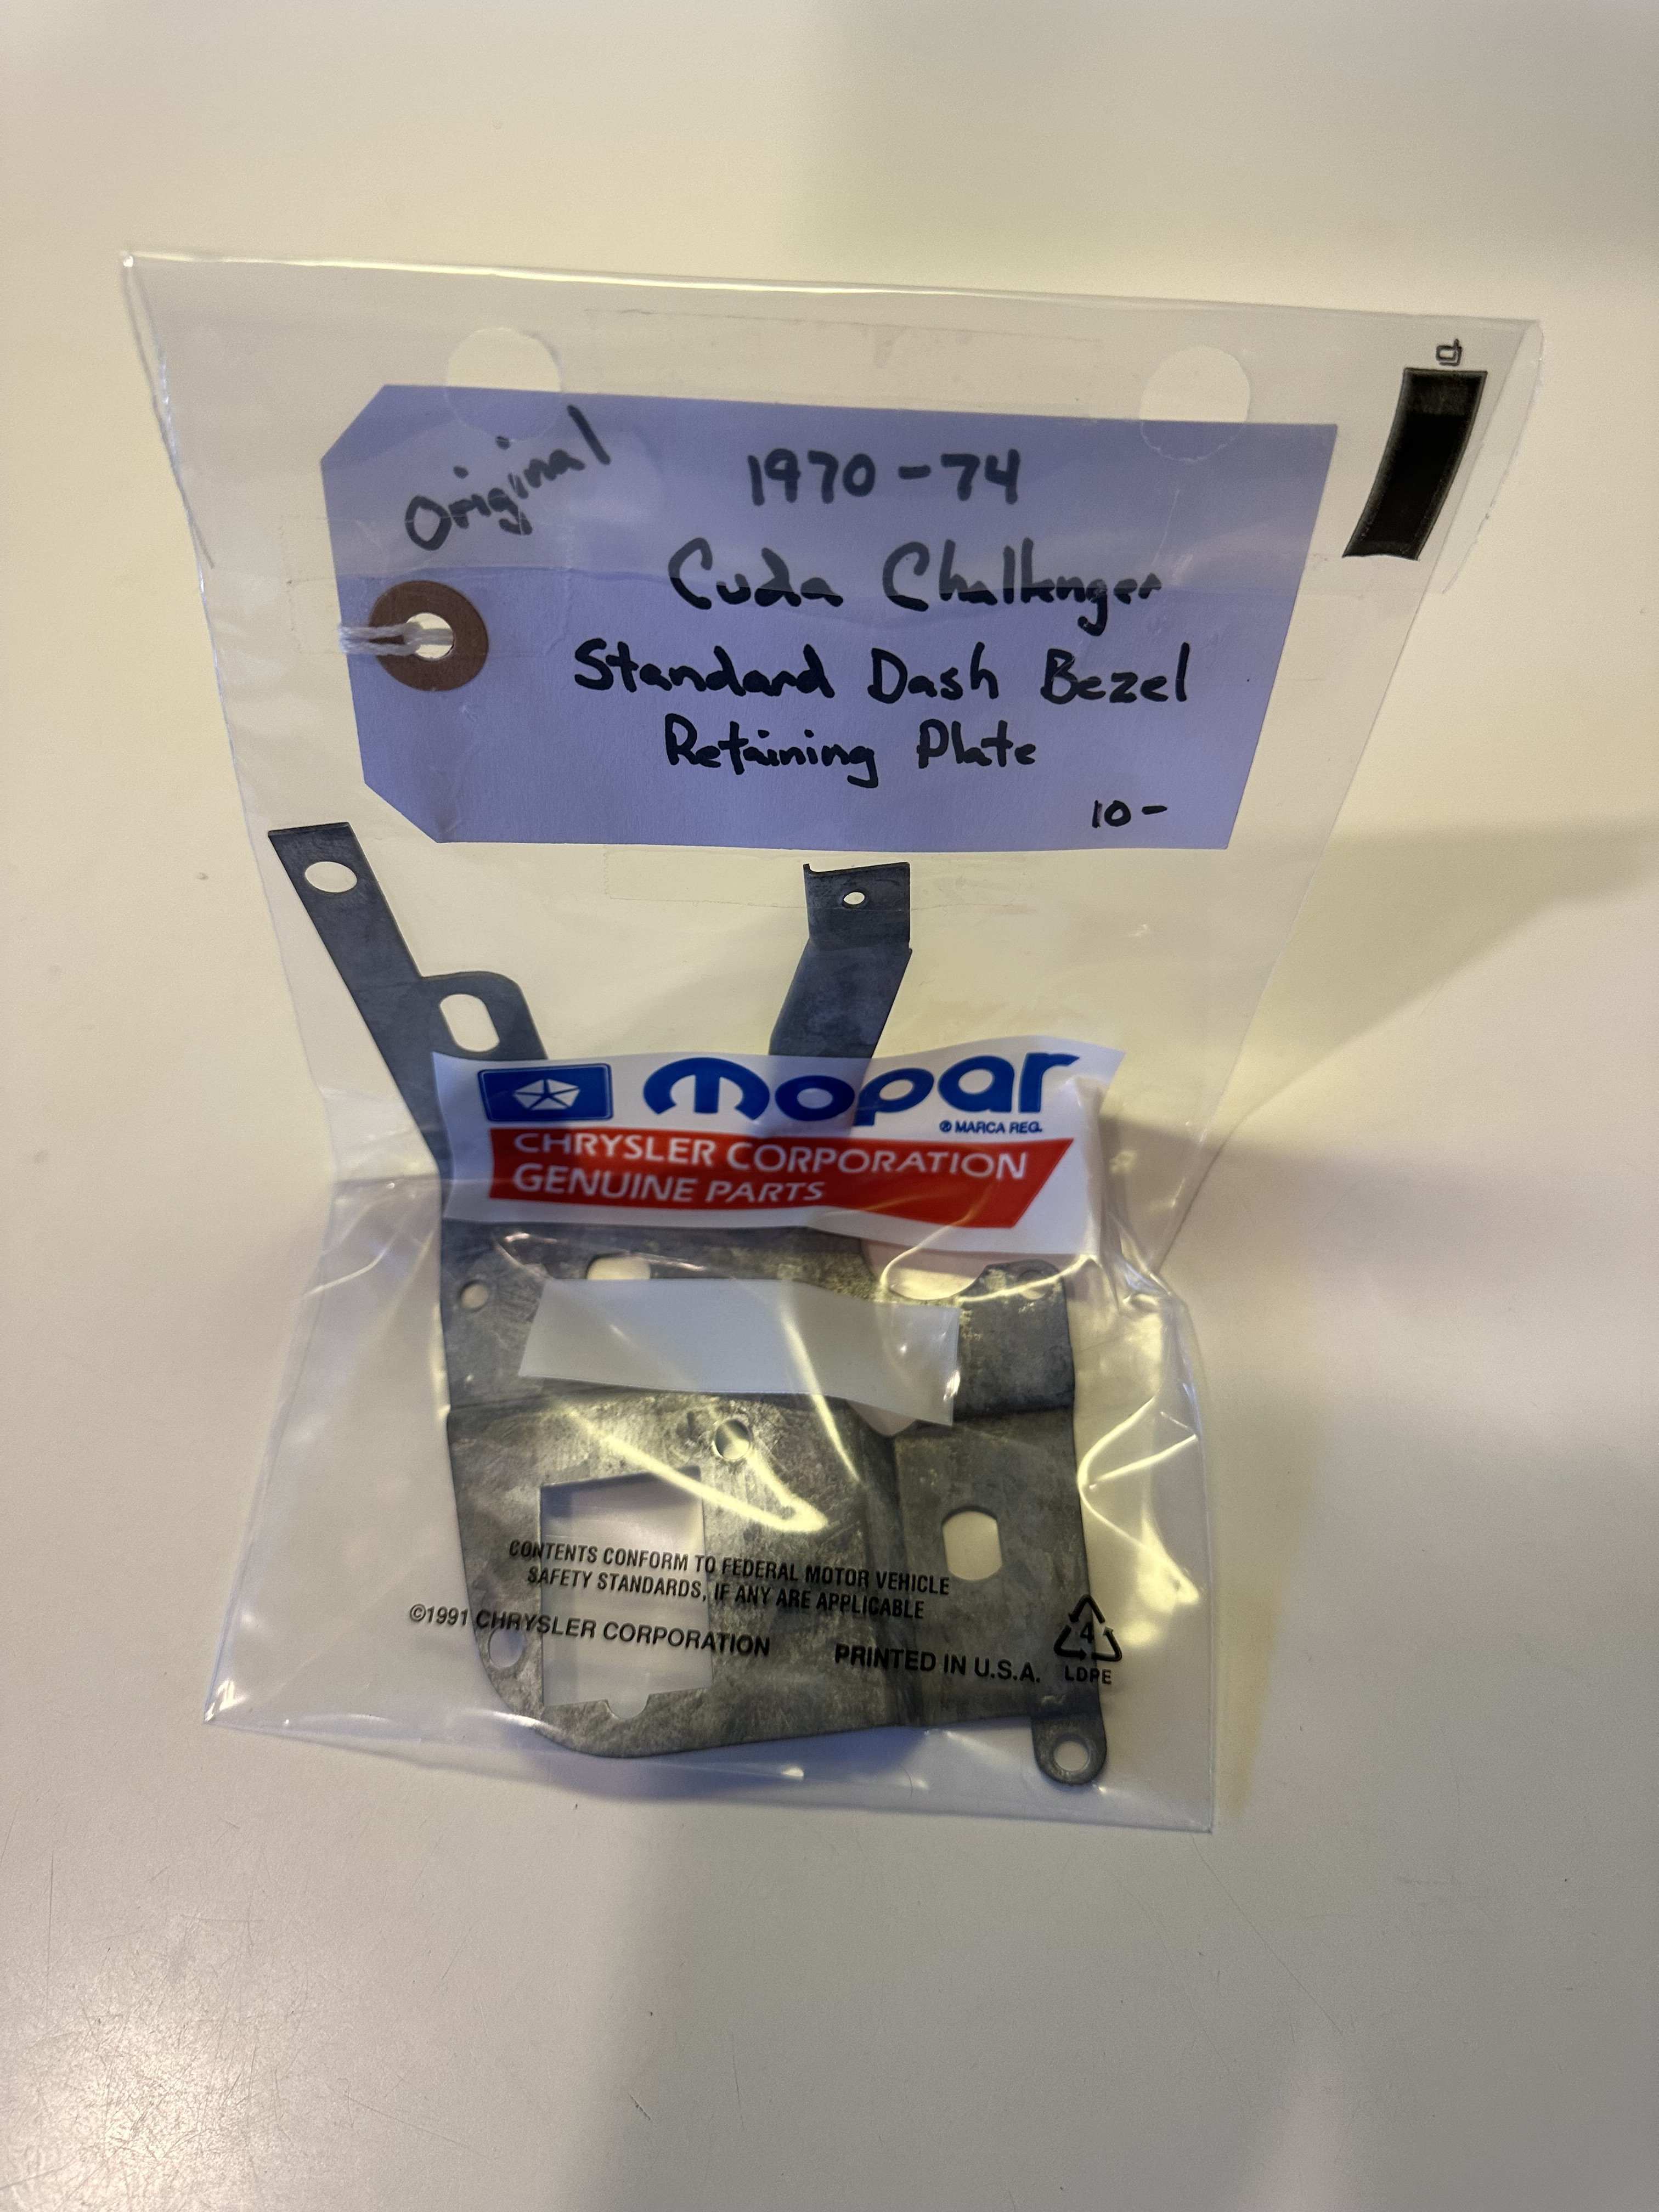 Original
1970-74
Cuda Challenger
Standard Dash Bezel
Retaining Plate
10-
Mopar
® MARCA REG.
CHRYSLER CORPORATION
GENUINE PARTS
CONTENTS CONFORM TO FEDERAL MOTOR VEHICLE
SAFETY STANDARDS, IF ANY ARE APPLICABLE
©1991 CHRYSLER CORPORATION
PRINTED IN U.S.A.
4
LDPE